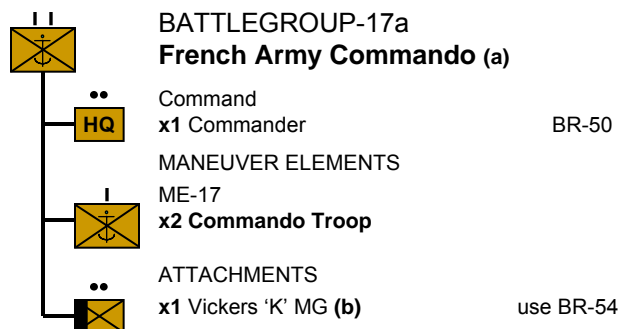 BATTLEGROUP-17a
French Army Commando (a)
Command
HQ x1 Commander BR-50
MANEUVER ELEMENTS
ME-17
x2 Commando Troop
ATTACHMENTS
x1 Vickers ‘K’ MG (b) use BR-54